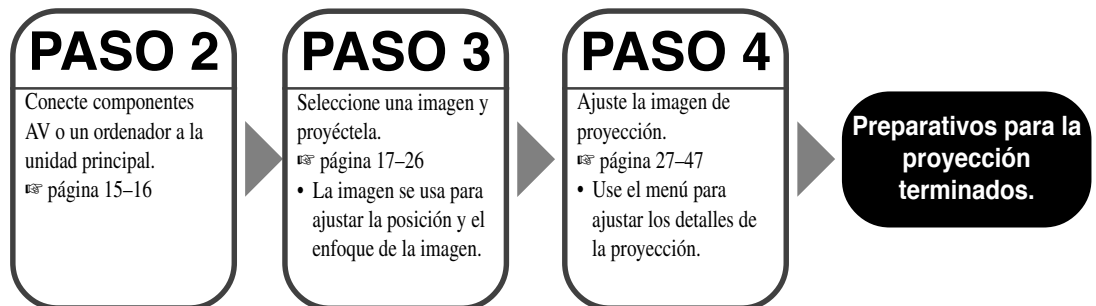 PASO 2
Conecte componentes
AV o un ordenador a la
unidad principal.
☞ página 15–16
PASO 3
Seleccione una imagen y
proyéctela.
☞ página 17–26
• La imagen se usa para
ajustar la posición y el
enfoque de la imagen.
PASO 4
Ajuste la imagen de
proyección.
☞ página 27–47
• Use el menú para
ajustar los detalles de
la proyección.
Preparativos para la
proyección
terminados.